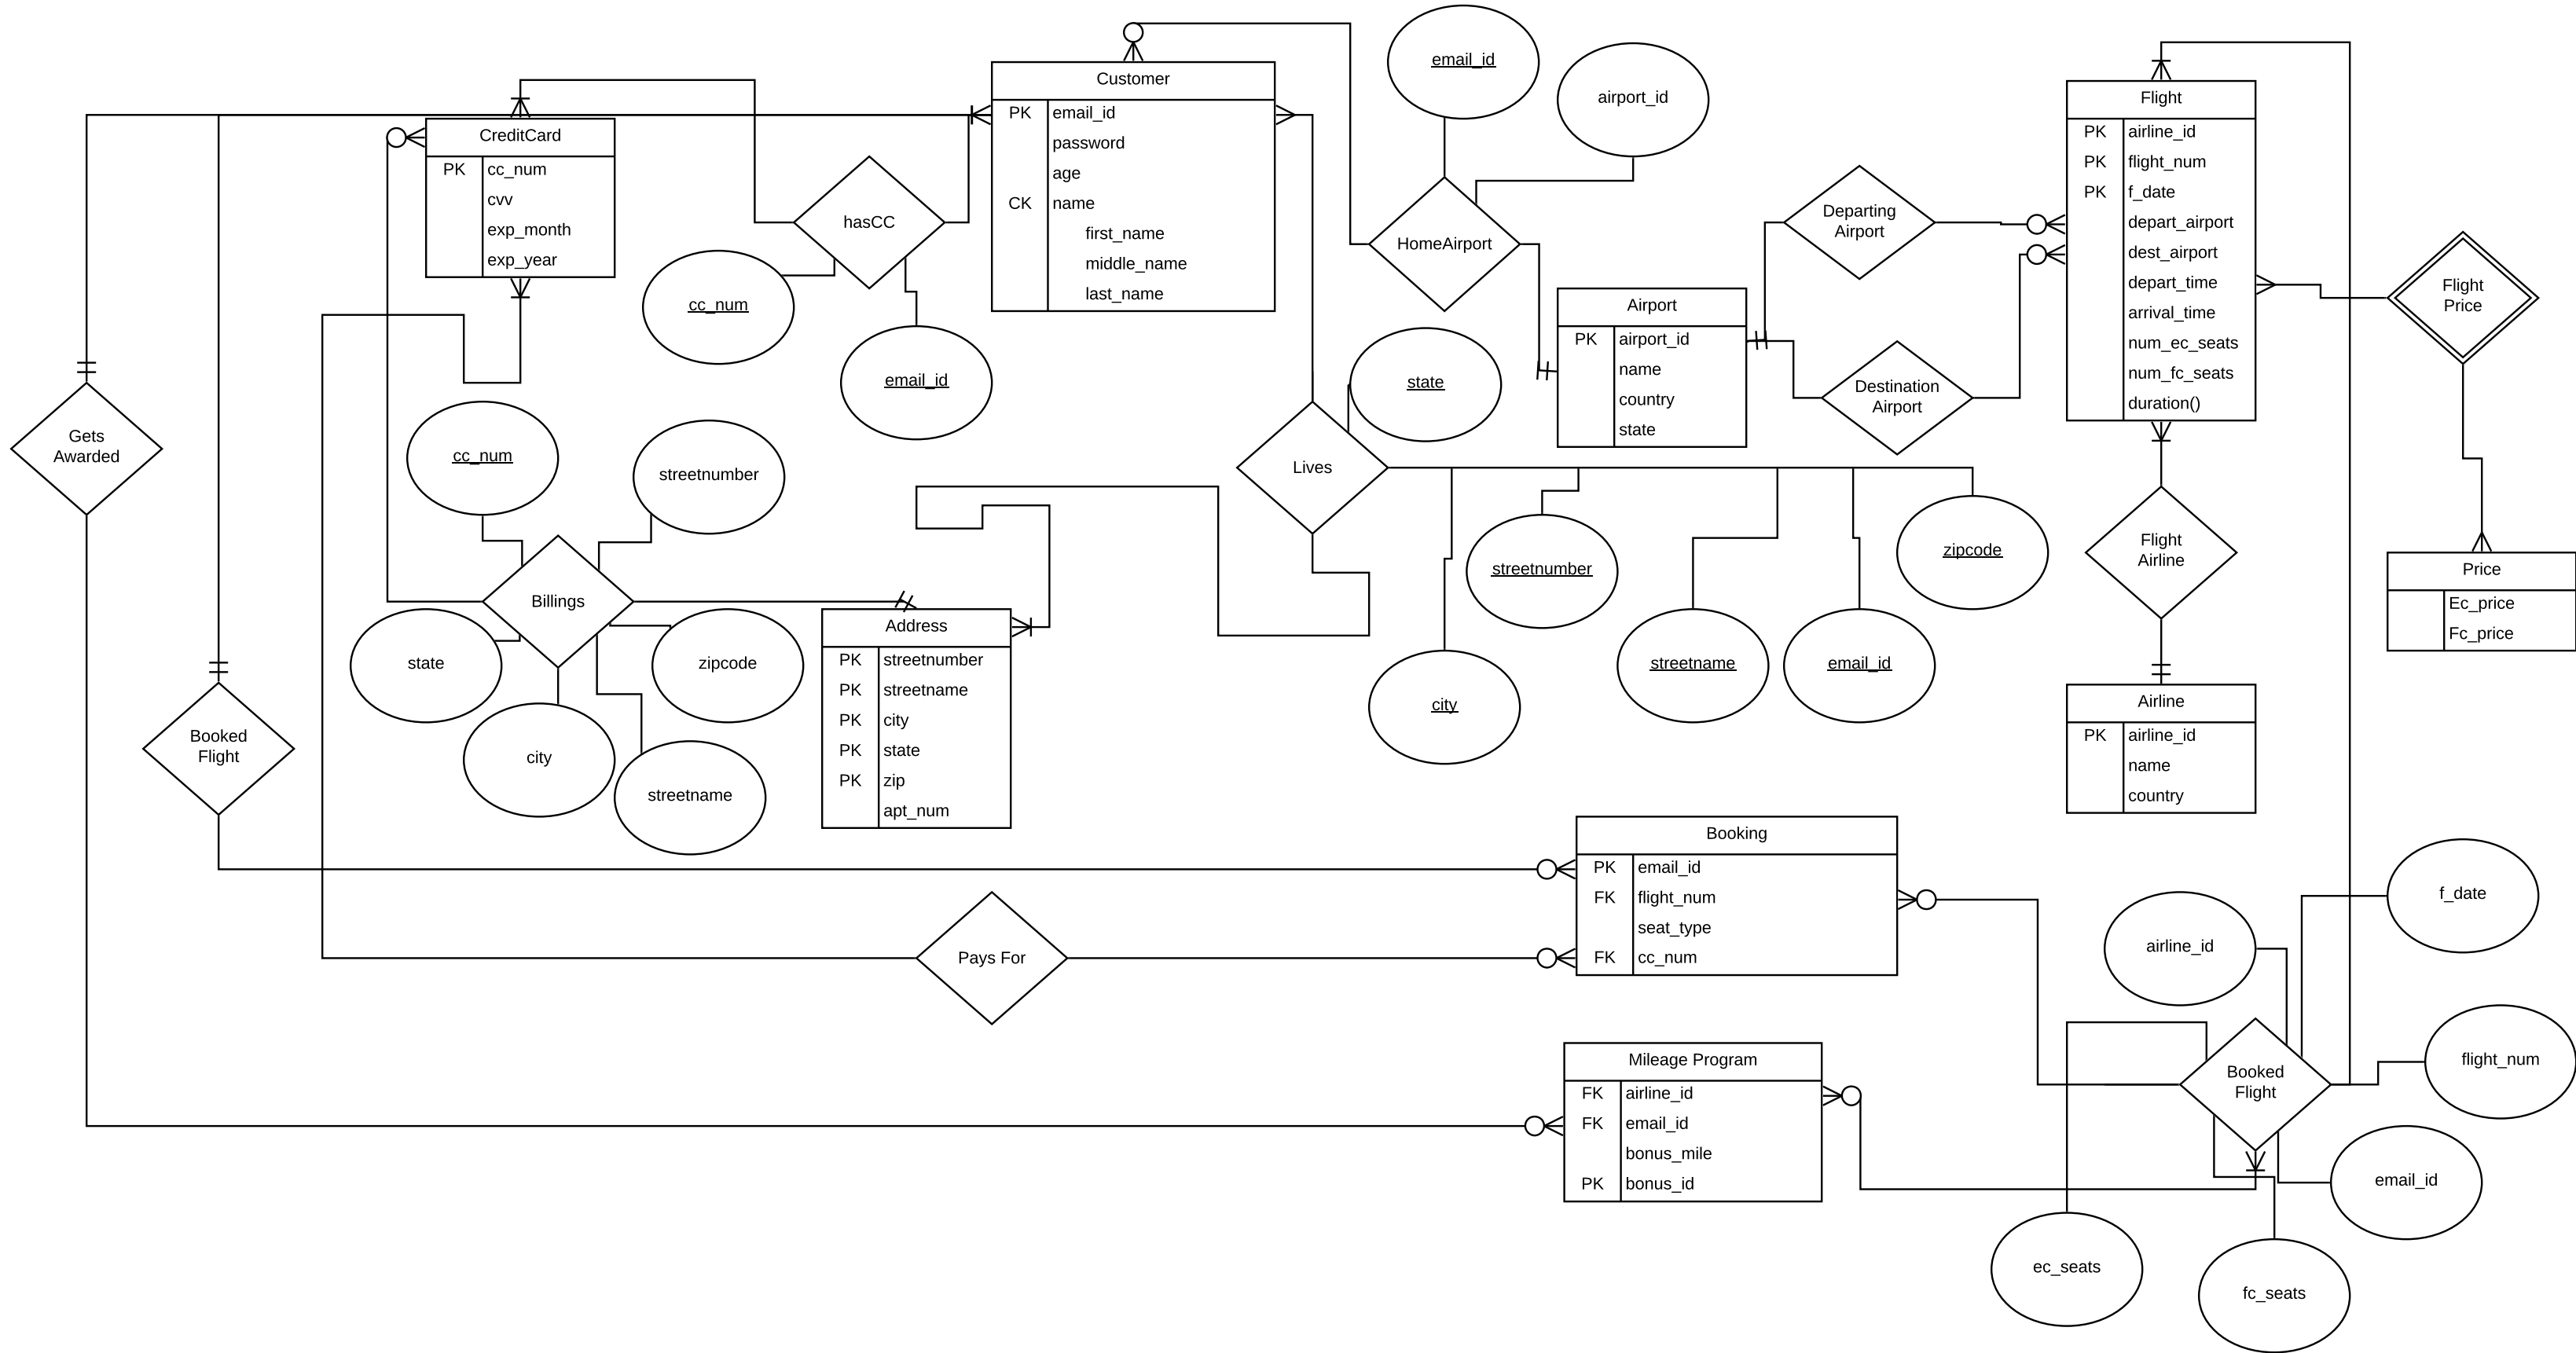 Customer
PK email_id
password
age
CK name
first_name
middle_name
last_name
CreditCard
PK cc_num
cvv
exp_month
exp_year
hasCC
cc_num
email_id
email_id
airport_id
HomeAirport
Airport
PK airport_id
name
country
state
Departing
Airport
Destination
Airport
Flight
PK airline_id
PK flight_num
PK f_date
depart_airport
dest_airport
depart_time
arrival_time
num_ec_seats
num_fc_seats
duration()
Flight
Price
Price
Ec_price
Fc_price
Gets
Awarded
cc_num
streetnumber
Billings
state
city
zipcode
streetname
Address
PK streetnumber
PK streetname
PK city
PK state
PK zip
apt_num
Lives
state
city
streetnumber
streetname
email_id
zipcode
Flight
Airline
Airline
PK airline_id
name
country
Booked
Flight
Pays For
Booking
PK email_id
FK flight_num
seat_type
FK cc_num
Mileage Program
FK airline_id
FK email_id
bonus_mile
PK bonus_id
Booked
Flight
airline_id
f_date
flight_num
email_id
ec_seats
fc_seats